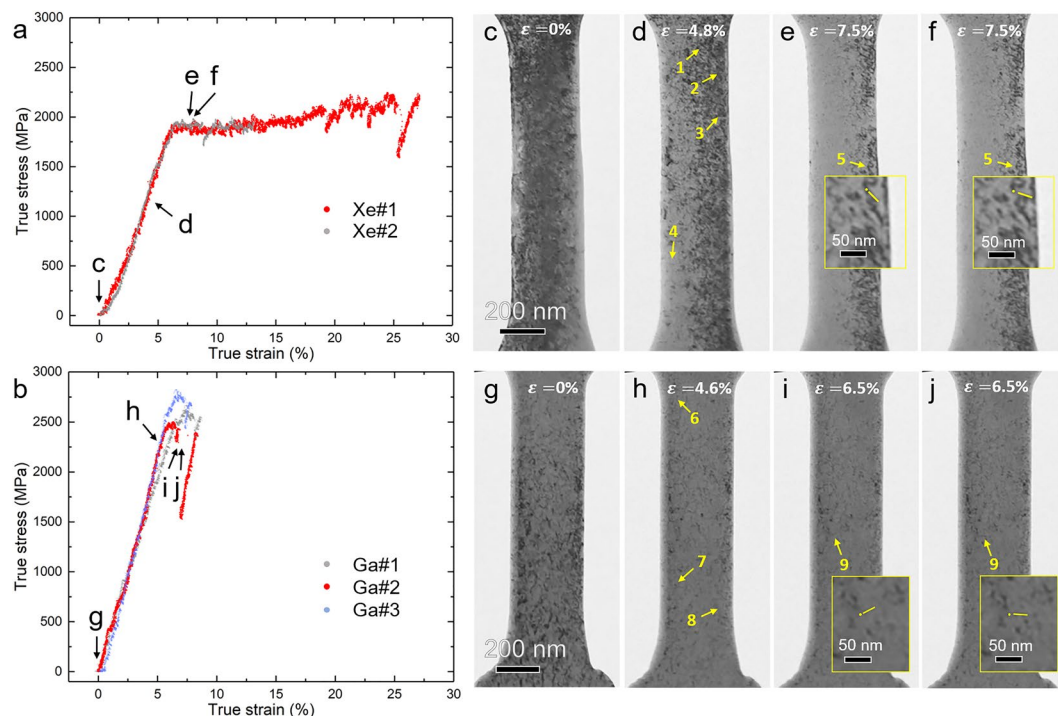 a
3000
2500
2000
1500
1000
500
0
True stress (MPa)
e
f
d
c
Xe#1
Xe#2
0 5 10 15 20 25 30
True strain (%)
c
ε =0%
200 nm
d
ε =4.8%
1
2
3
4
e
ε =7.5%
5
50 nm
f
ε =7.5%
5
50 nm
b
3000
2500
2000
1500
1000
500
0
True stress (MPa)
h
i
j
g
Ga#1
Ga#2
Ga#3
0 5 10 15 20 25 30
True strain (%)
g
ε =0%
200 nm
h
ε =4.6%
6
7
8
i
ε =6.5%
9
50 nm
j
ε =6.5%
9
50 nm